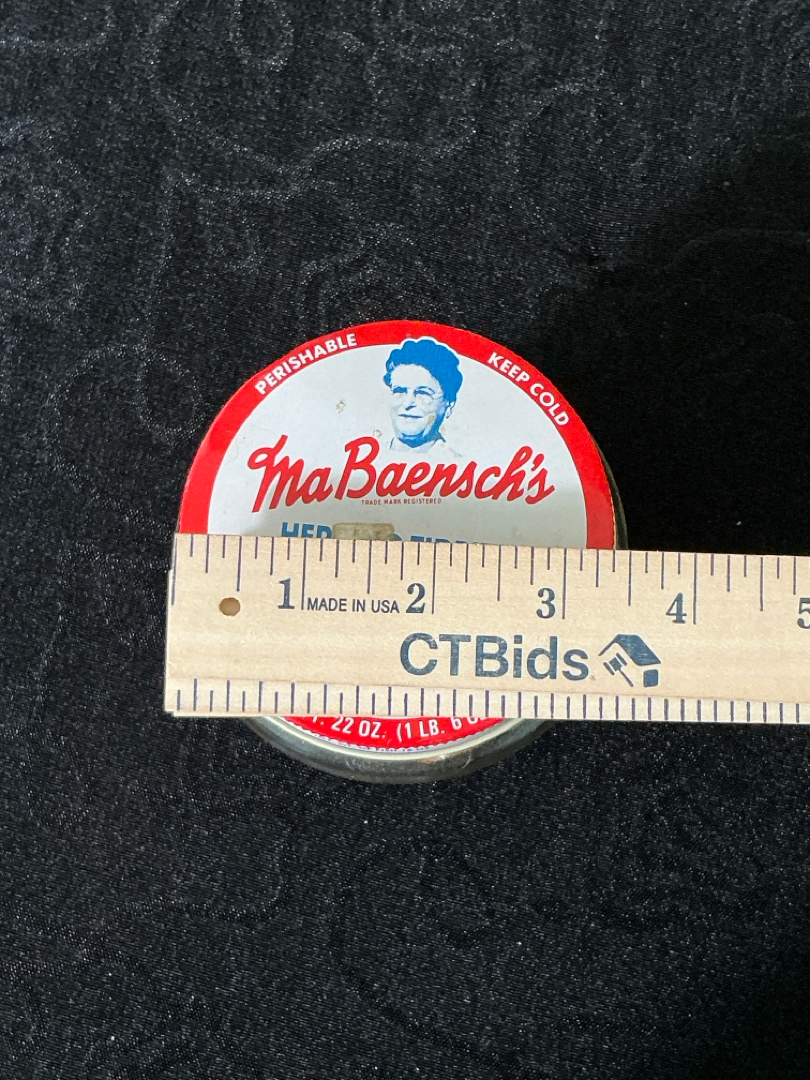 PERISHABLE
KEEP COLD
Ma Baensch's
TRADE MARK REGISTERED
1 MADE IN USA 2 3 4 5
CTBids
22 OZ. (1 LB. 6